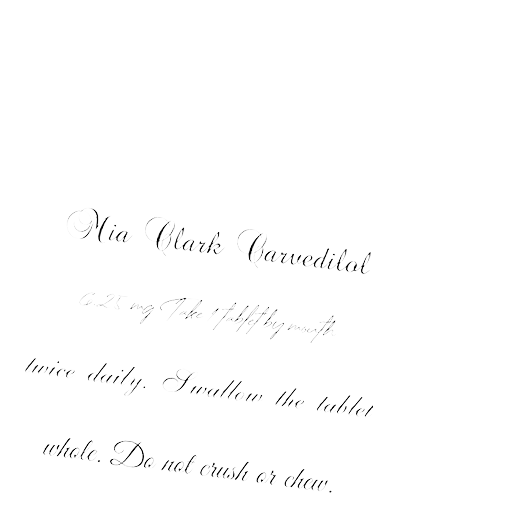 Mia Clark Carvedilol
6.25 mg Take 1 tablet by mouth
twice daily. Swallow the tablet
whole. Do not crush or chew.